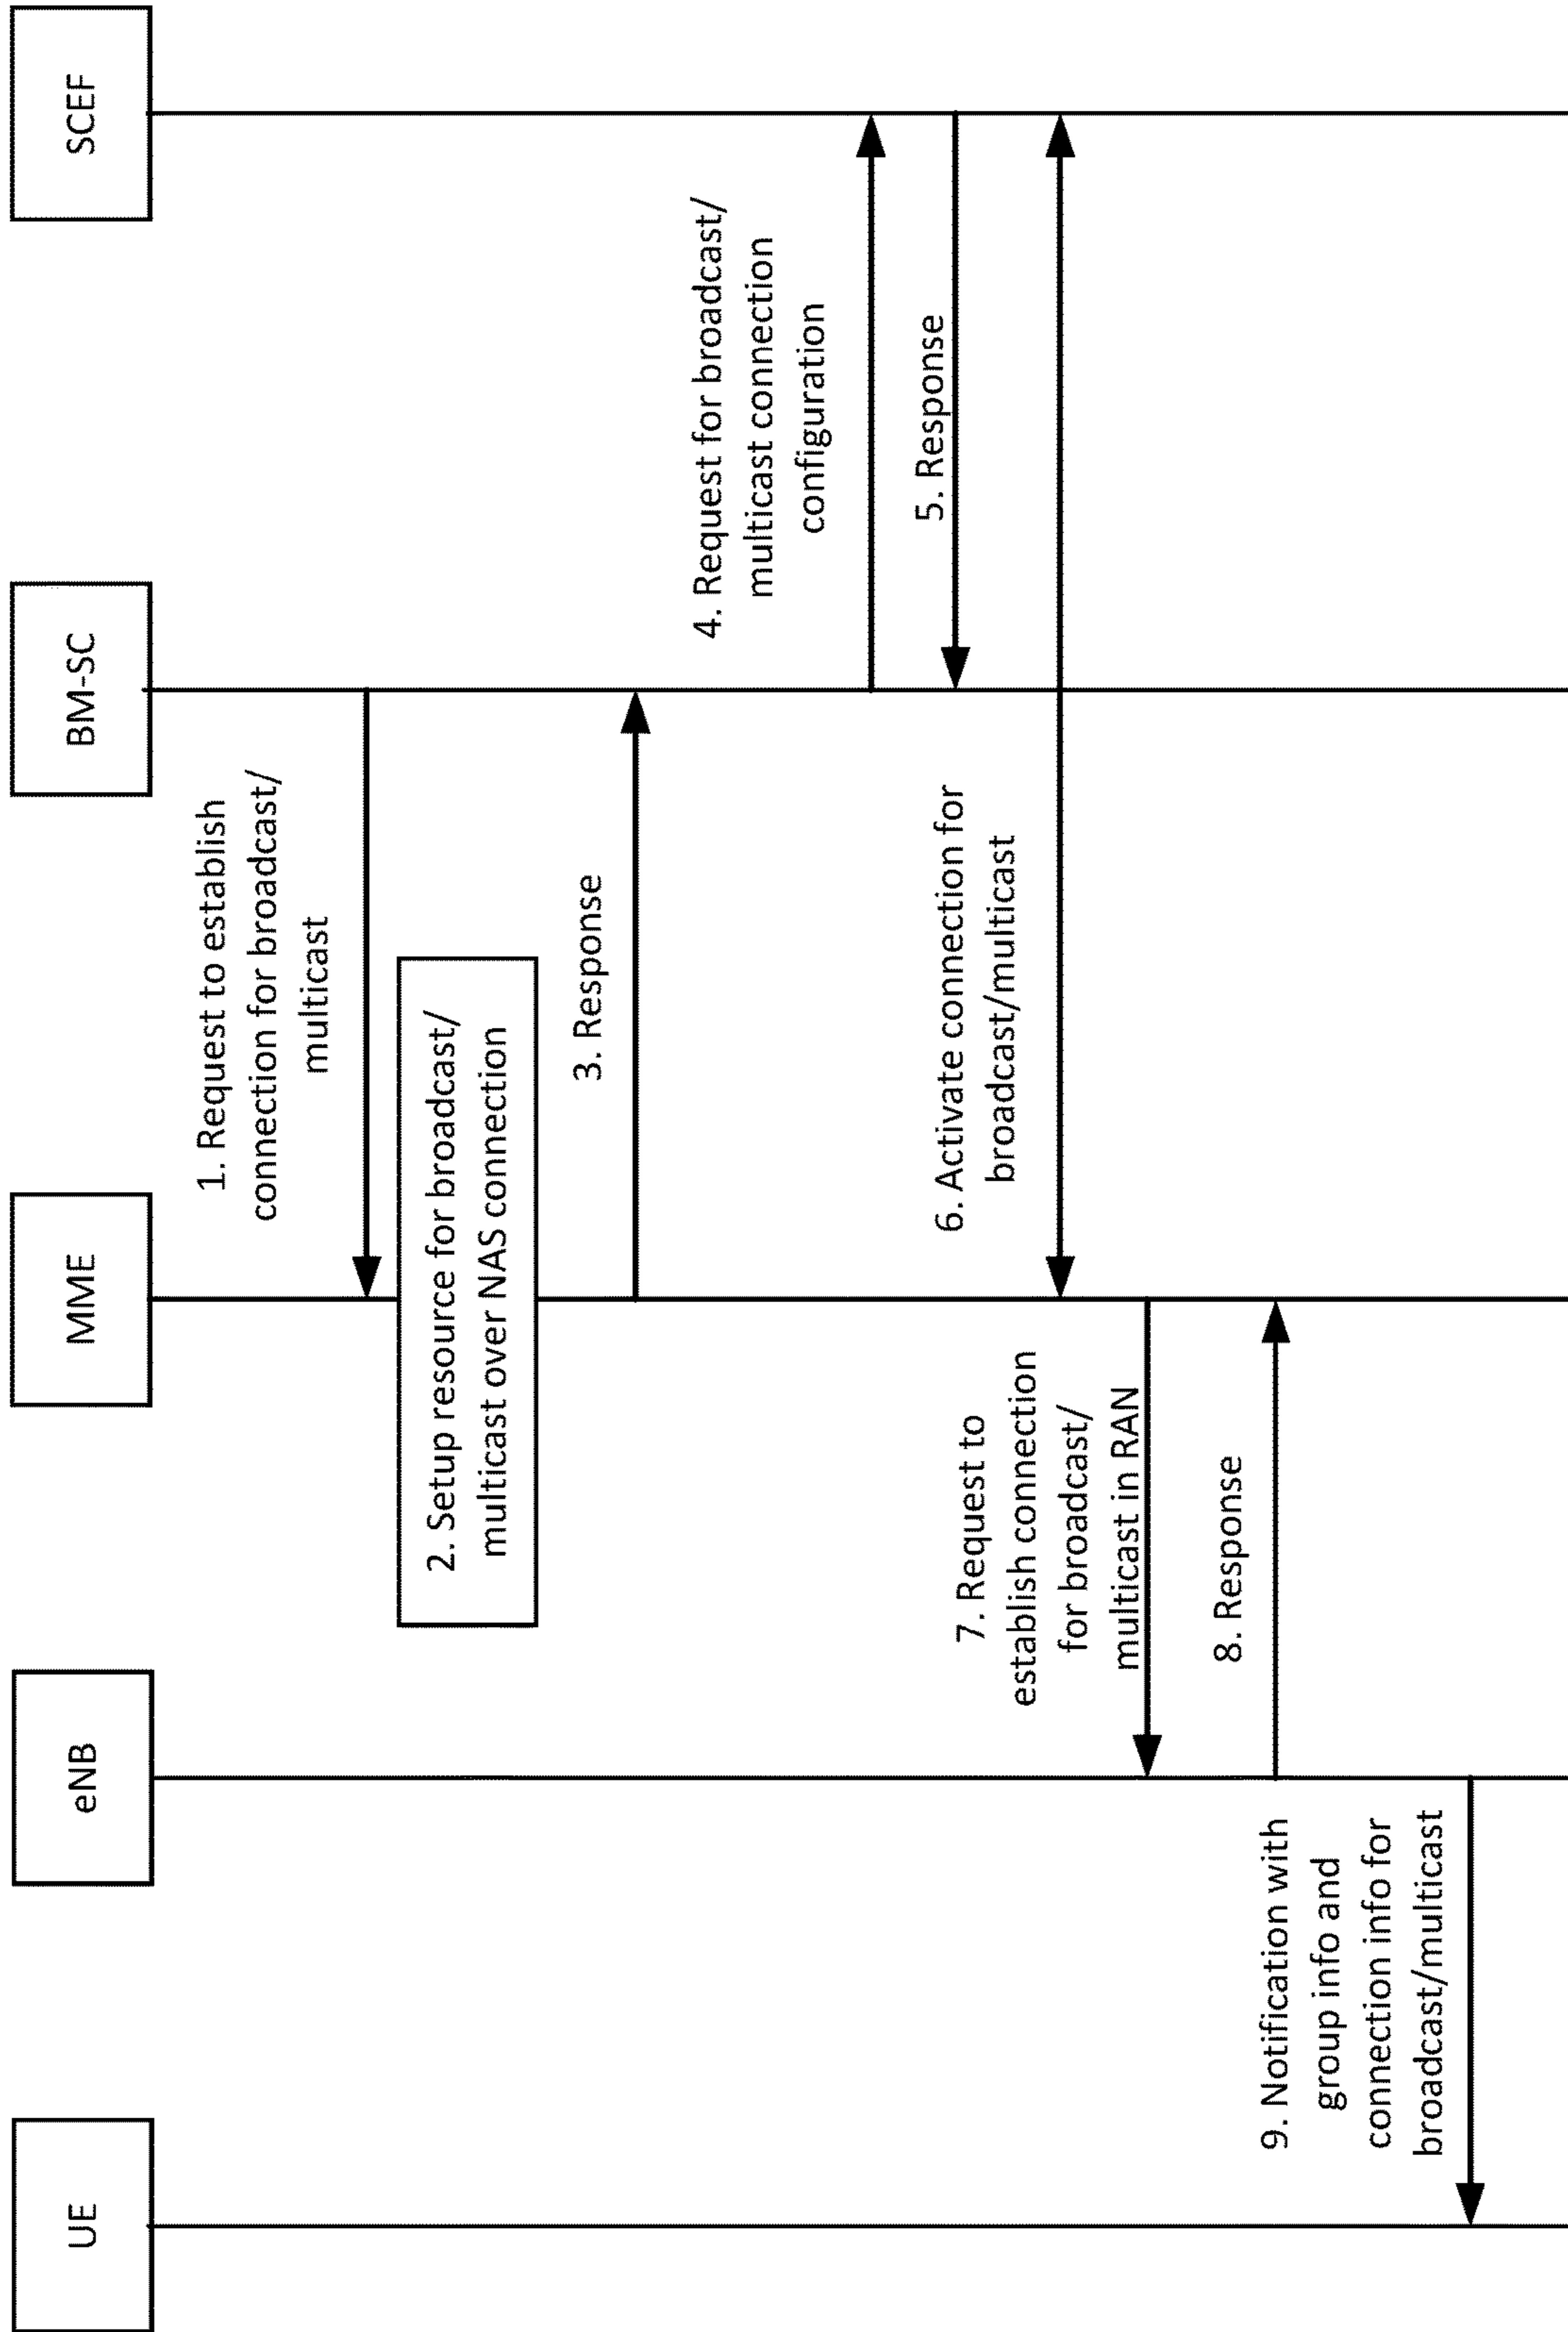 UE
eNB
MME
BM-SC
SCEF
1. Request to establish
connection for broadcast/
multicast
2. Setup resource for broadcast/
multicast over NAS connection
3. Response
4. Request for broadcast/
multicast connection
configuration
5. Response
6. Activate connection for
broadcast/multicast
7. Request to
establish connection
for broadcast/
multicast in RAN
8. Response
9. Notification with
group info and
connection info for
broadcast/multicast